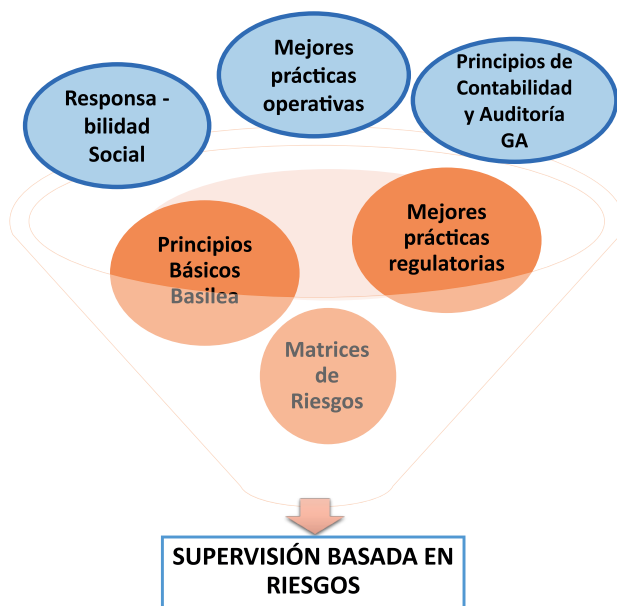 Mejores
prácticas
operativas
Principios de
Contabilidad
y Auditoría
GA
Responsa -
bilidad
Social
Mejores
prácticas
regulatorias
Principios
Básicos
Basilea
Matrices
de
Riesgos
SUPERVISIÓN BASADA EN
RIESGOS